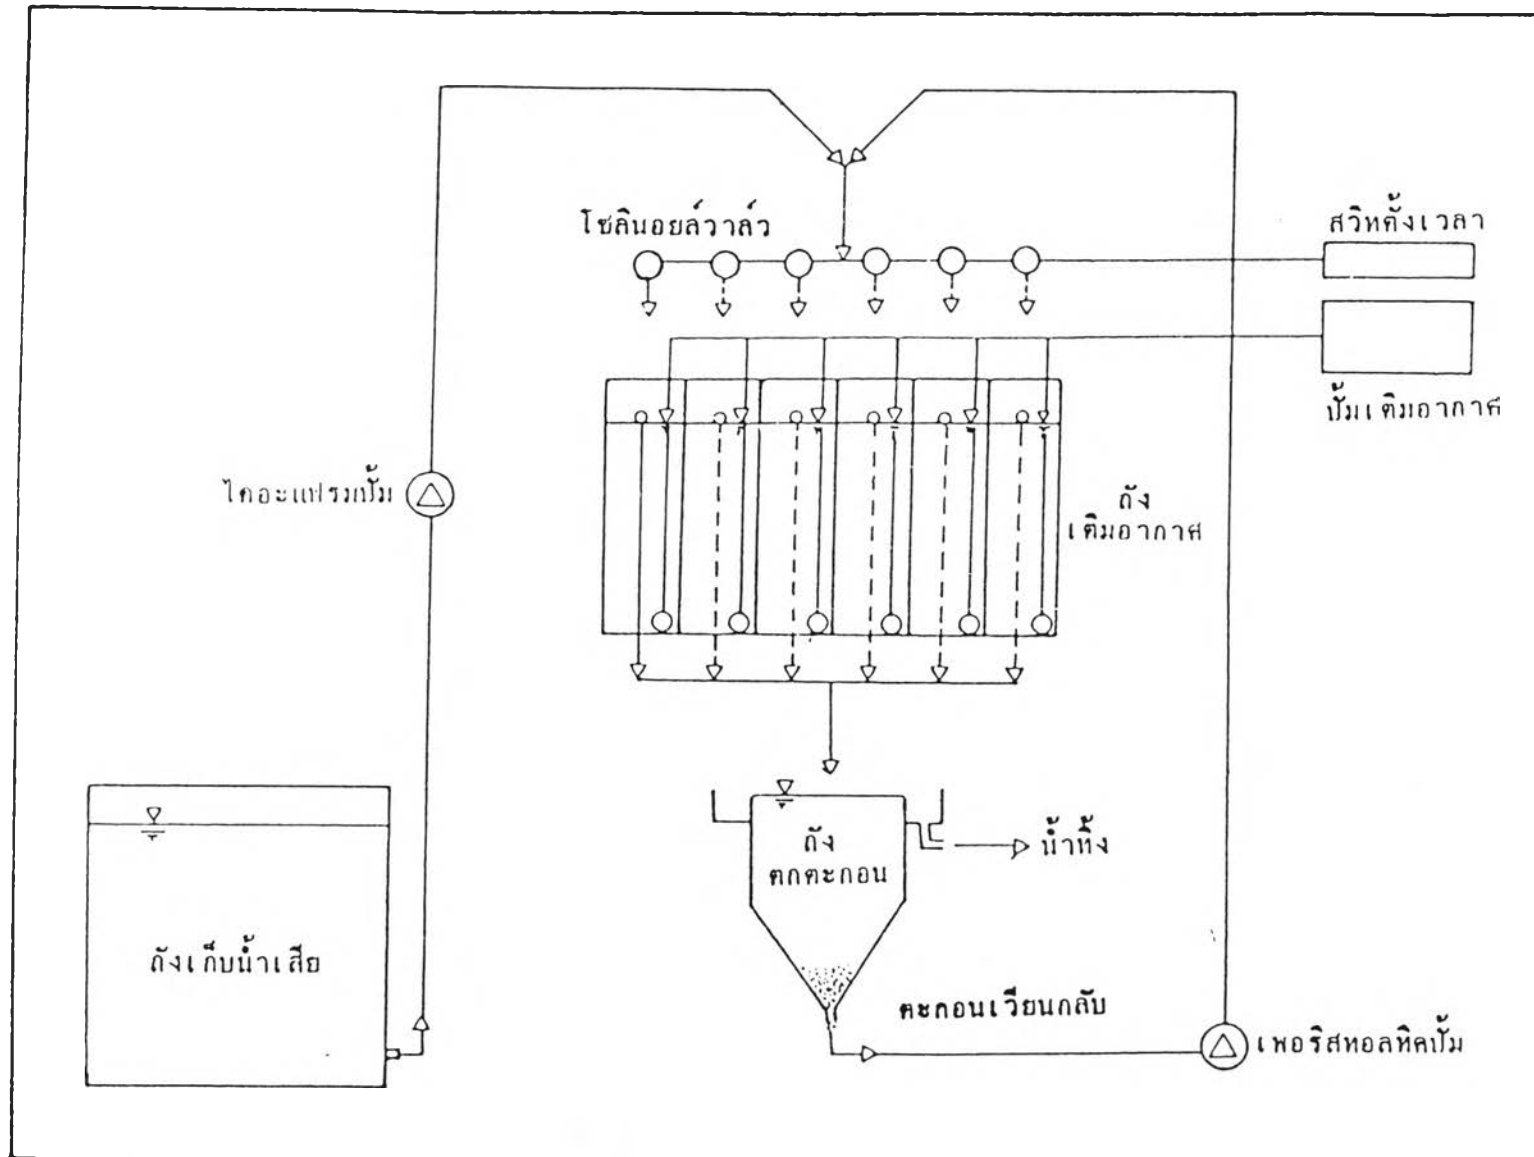 โซลินอยล์วาล์ว
สวิทตั้งเวลา
ปั๊มเติมอากาศ
ไดอะแฟรมปั๊ม
ถัง
เติมอากาศ
ถัง
ตกตะกอน
น้ำทิ้ง
ถังเก็บน้ำเสีย
ตะกอนเวียนกลับ
เพอริสทอลทิคปั๊ม